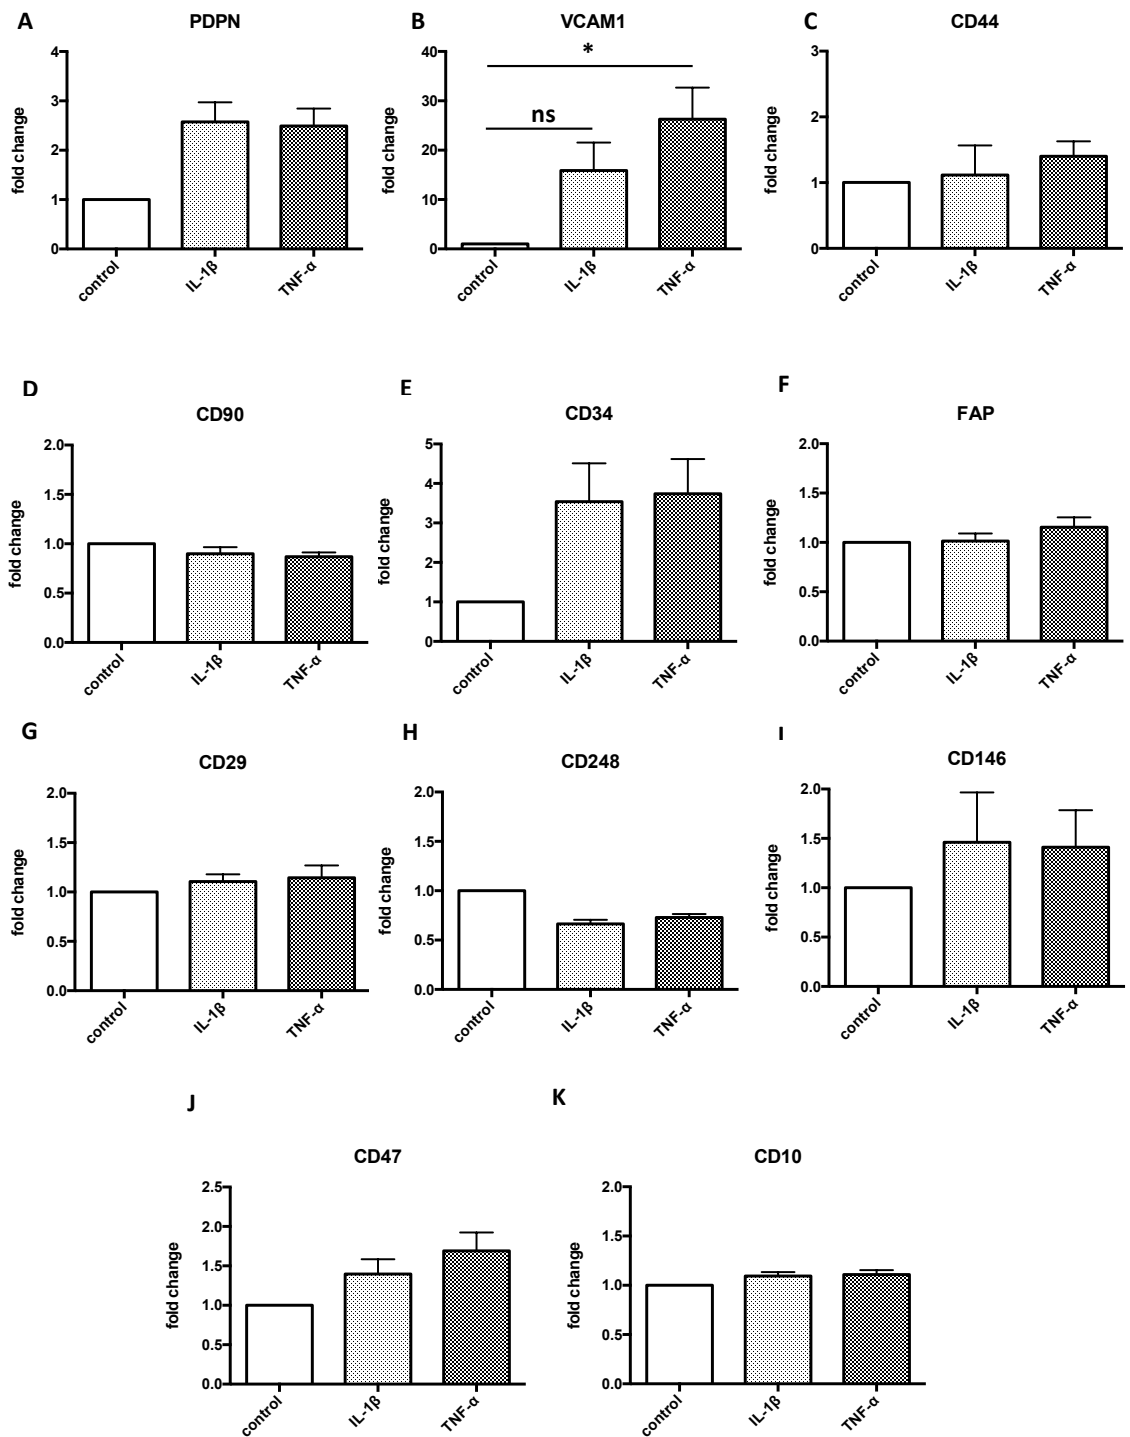 A
PDPN
fold change
4
3
2
1
0
control
IL-1β
TNF-α
B
VCAM1
fold change
40
30
20
10
0
*
ns
control
IL-1β
TNF-α
C
CD44
fold change
3
2
1
0
control
IL-1β
TNF-α
D
CD90
fold change
2.0
1.5
1.0
0.5
0.0
control
IL-1β
TNF-α
E
CD34
fold change
5
4
3
2
1
0
control
IL-1β
TNF-α
F
FAP
fold change
2.0
1.5
1.0
0.5
0.0
control
IL-1β
TNF-α
G
CD29
fold change
2.0
1.5
1.0
0.5
0.0
control
IL-1β
TNF-α
H
CD248
fold change
2.0
1.5
1.0
0.5
0.0
control
IL-1β
TNF-α
I
CD146
fold change
2.0
1.5
1.0
0.5
0.0
control
IL-1β
TNF-α
J
CD47
fold change
2.5
2.0
1.5
1.0
0.5
0.0
control
IL-1β
TNF-α
K
CD10
fold change
2.0
1.5
1.0
0.5
0.0
control
IL-1β
TNF-α